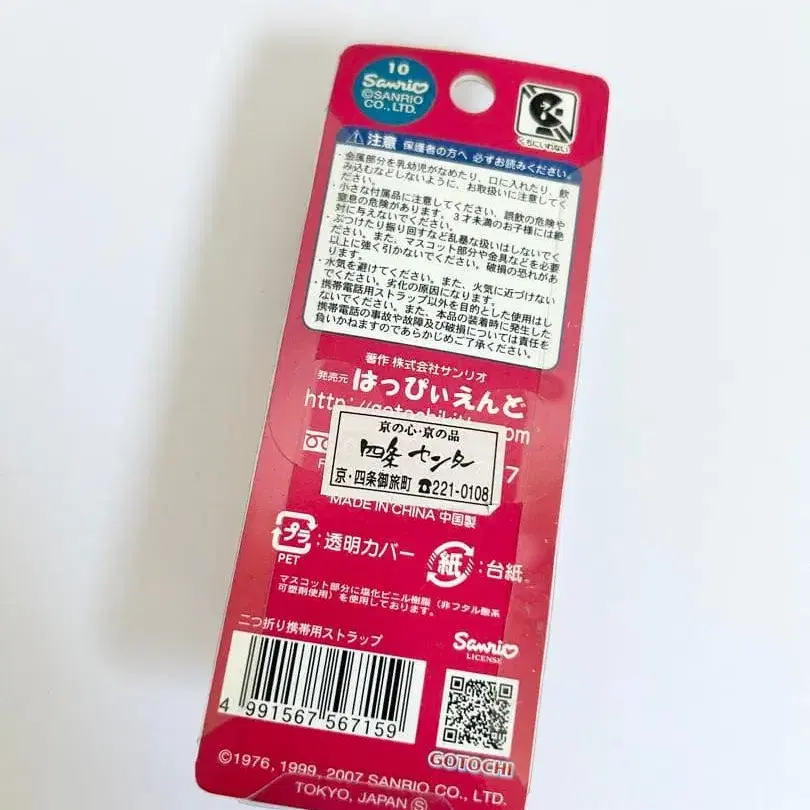 10
Sanrio
©SANRIO
CO., LTD.
くちにいれない
注意 保護者の方へ 必ずお読みください。
・金属部分を乳幼児がなめたり、口に入れたり、飲
み込むなどしないように、お取扱いに注意してく
ださい。
・小さな付属品に注意してください。誤飲の危険や
窒息の危険があります。3才未満のお子様には絶
対に与えないでください。
・ぶつけたり振り回すなど乱暴な扱いはしないでく
ださい。また、マスコット部分や金具などを必要
以上に強く引かないでください。破損の恐れがあ
ります。
・水気を避けてください。また、火気に近づけない
でください。劣化の原因になります。
・携帯電話用ストラップ以外を目的とした使用はし
ないでください。また、本品の装着時に発生した
携帯電話の事故や故障及び破損については責任を
負いかねますのであらかじめご了承ください。
著作 株式会社サンリオ
発売元 はっぴぃえんど
京の心・京の品
四条 センター
京・四条御旅町 ☎221-0108
7
MADE IN CHINA 中国製
プラ
PET
:透明カバー
紙
:台紙
マスコット部分に塩化ビニル樹脂(非フタル酸系
可塑剤使用)を使用しております。
二つ折り携帯用ストラップ
Sanrio
LICENSE
4 991567 567159
GOTOCHI
©1976, 1999, 2007 SANRIO CO., LTD.
TOKYO, JAPAN Ⓢ